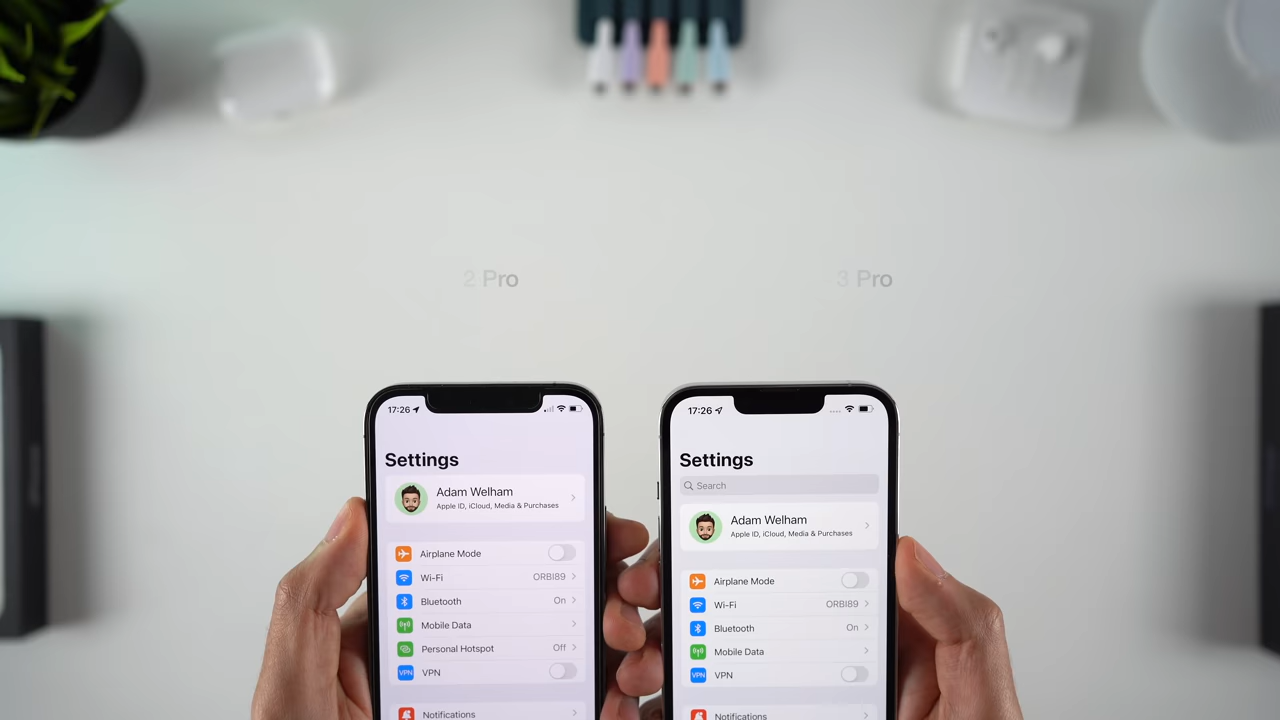 2 Pro
3 Pro
17:26
Settings
Adam Welham
Apple ID, iCloud, Media & Purchases
Airplane Mode
Wi-Fi ORBI89
Bluetooth On
Mobile Data
Personal Hotspot Off
VPN VPN
Notifications
17:26
Settings
Search
Adam Welham
Apple ID, iCloud, Media & Purchases
Airplane Mode
Wi-Fi ORBI89
Bluetooth On
Mobile Data
VPN VPN
Notifications